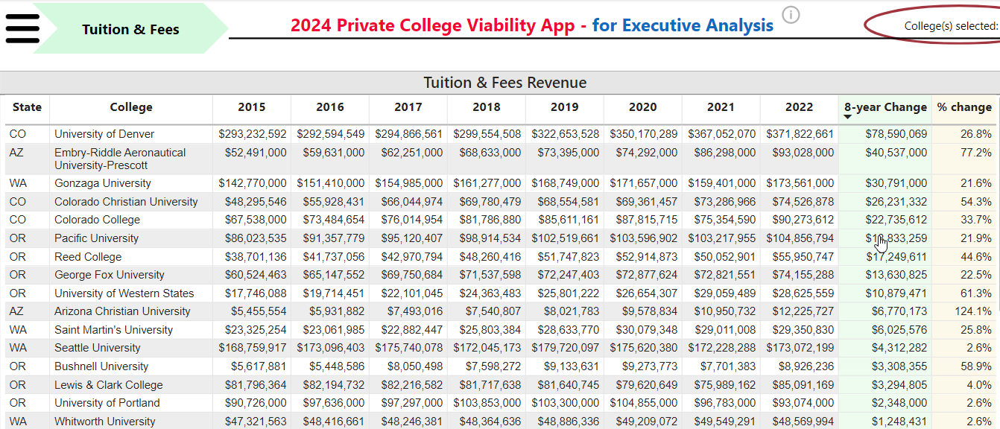 Tuition & Fees
2024 Private College Viability App - for Executive Analysis
i
College(s) selected:
Tuition & Fees Revenue
State College 2015 2016 2017 2018 2019 2020 2021 2022 8-year Change % change
CO University of Denver $293,232,592 $292,594,549 $294,866,561 $299,554,508 $322,653,528 $350,170,289 $367,052,070 $371,822,661 $78,590,069 26.8%
AZ Embry-Riddle Aeronautical $52,491,000 $59,631,000 $62,251,000 $68,633,000 $73,395,000 $74,292,000 $86,298,000 $93,028,000 $40,537,000 77.2%
University-Prescott
WA Gonzaga University $142,770,000 $151,410,000 $154,985,000 $161,277,000 $168,749,000 $171,657,000 $159,401,000 $173,561,000 $30,791,000 21.6%
CO Colorado Christian University $48,295,546 $55,928,431 $66,044,974 $69,780,479 $68,554,581 $69,361,457 $73,286,966 $74,526,878 $26,231,332 54.3%
CO Colorado College $67,538,000 $73,484,654 $76,014,954 $81,786,880 $85,611,161 $87,815,715 $75,354,590 $90,273,612 $22,735,612 33.7%
OR Pacific University $86,023,535 $91,357,779 $95,120,407 $98,914,534 $102,519,661 $103,596,902 $103,217,955 $104,856,794 21.9%
OR Reed College $38,701,136 $41,737,056 $42,970,794 $48,260,416 $51,747,823 $52,914,873 $50,052,901 $55,950,747 $17,249,611 44.6%
OR George Fox University $60,524,463 $65,147,552 $69,750,684 $71,537,598 $72,247,403 $72,877,624 $72,821,551 $74,155,288 $13,630,825 22.5%
OR University of Western States $17,746,088 $19,714,451 $22,101,045 $24,363,483 $25,801,222 $26,654,307 $29,059,489 $28,625,559 $10,879,471 61.3%
AZ Arizona Christian University $5,455,554 $5,931,882 $7,493,016 $7,540,807 $8,021,783 $9,578,834 $10,950,732 $12,225,727 $6,770,173 124.1%
WA Saint Martin's University $23,325,254 $23,061,985 $22,882,447 $25,803,384 $28,633,770 $30,079,348 $29,011,008 $29,350,830 $6,025,576 25.8%
WA Seattle University $168,759,917 $173,096,403 $175,740,078 $172,045,173 $179,720,097 $175,620,380 $172,228,288 $173,072,199 $4,312,282 2.6%
OR Bushnell University $5,617,881 $5,448,586 $8,050,498 $7,598,272 $9,133,631 $9,273,773 $7,701,383 $8,926,236 $3,308,355 58.9%
OR Lewis & Clark College $81,796,364 $82,194,732 $82,216,582 $81,717,638 $81,640,745 $79,620,649 $75,989,162 $85,091,169 $3,294,805 4.0%
OR University of Portland $90,726,000 $97,636,000 $97,297,000 $103,853,000 $103,300,000 $104,855,000 $96,783,000 $93,074,000 $2,348,000 2.6%
WA Whitworth University $47,321,563 $48,416,661 $48,246,381 $48,364,636 $48,886,336 $49,209,072 $49,549,291 $48,569,994 $1,248,431 2.6%